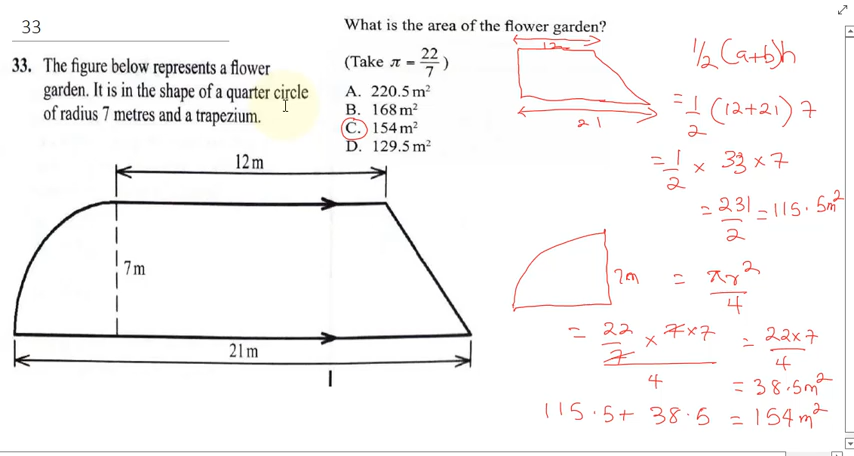 33
33. The figure below represents a flower
garden. It is in the shape of a quarter circle
of radius 7 metres and a trapezium.
12 m
7 m
21 m
What is the area of the flower garden?
(Take π = 22/7)
A. 220.5 m²
B. 168 m²
C. 154 m²
D. 129.5 m²
12
21
1/2 (a+b)h
= 1/2 (12+21) 7
= 1/2 × 33 × 7
= 231/2 = 115.5m²
7m
= πr²/4
= 22/7 × 7×7/4 = 22×7/4
= 38.5m²
115.5 + 38.5 = 154m²